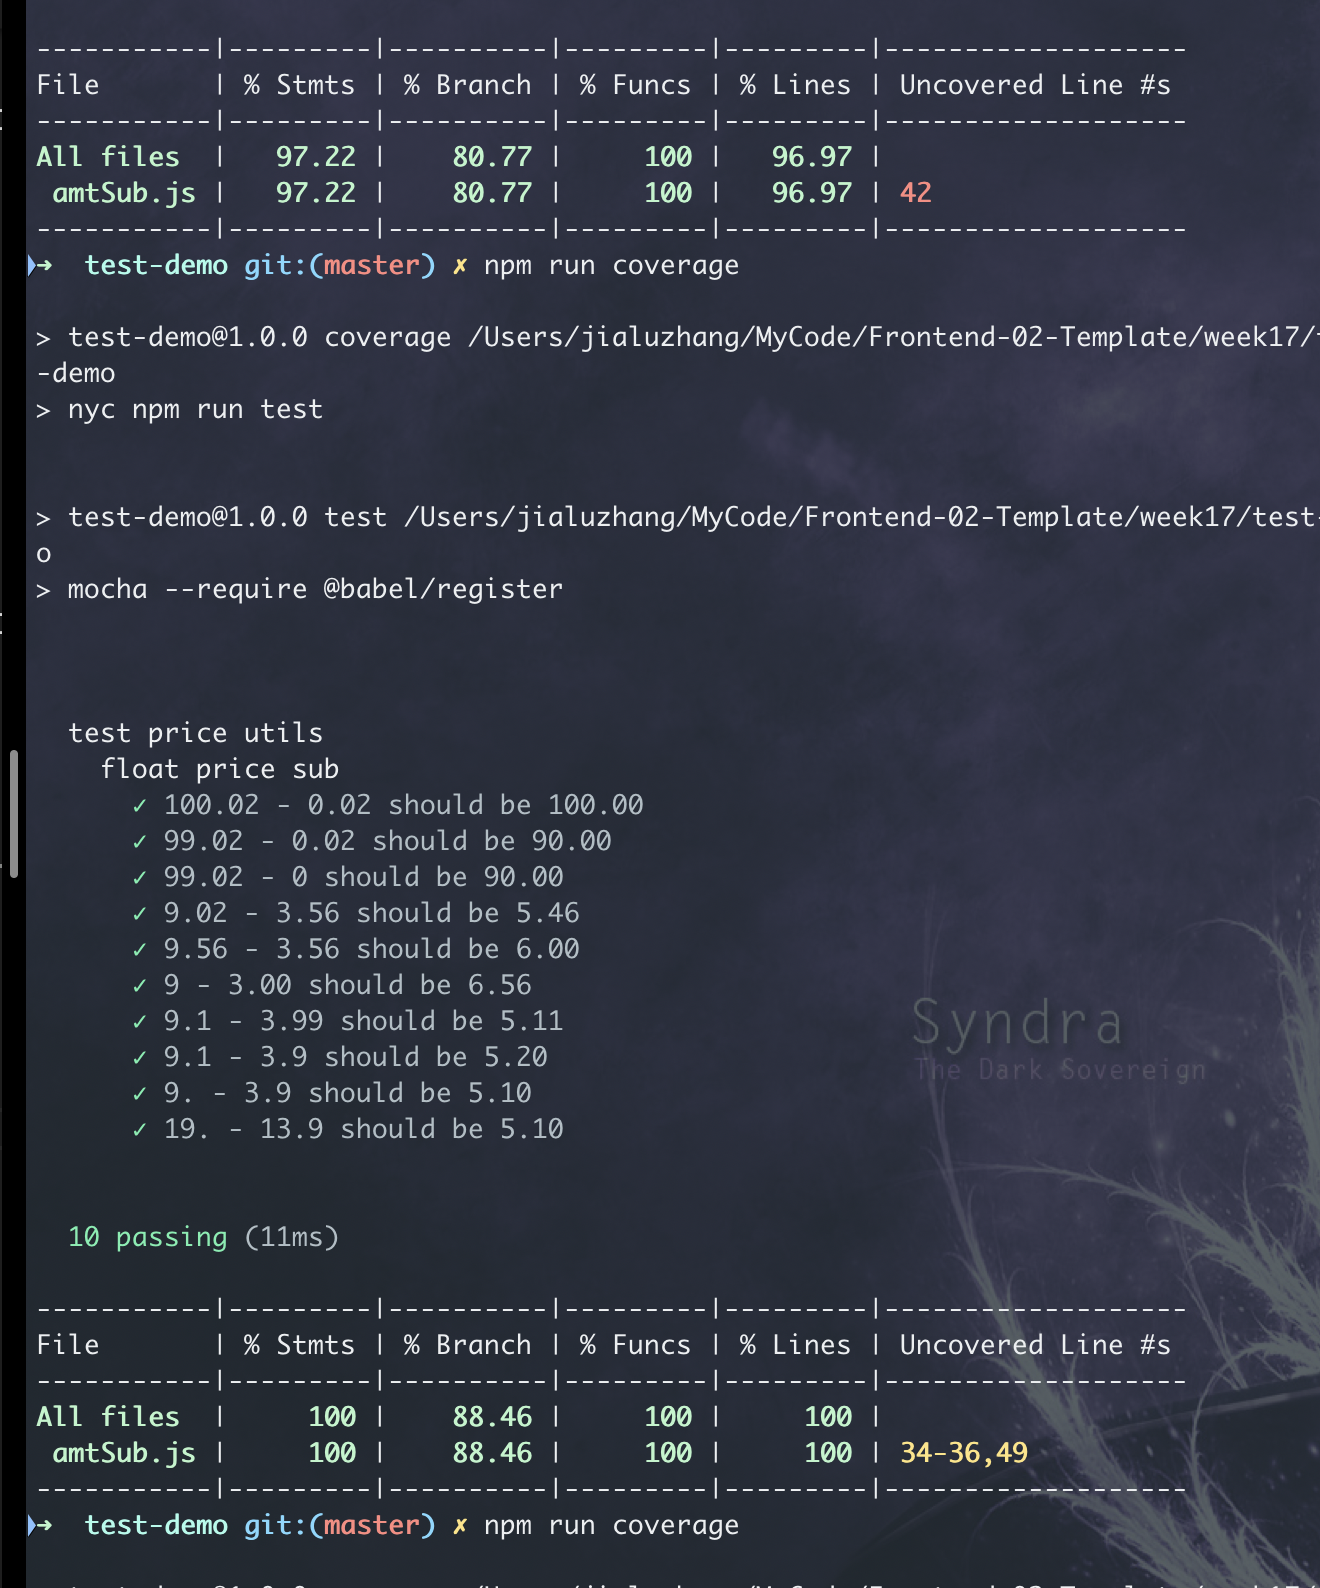 -----------|---------|----------|---------|---------|-------------------
File       | % Stmts | % Branch | % Funcs | % Lines | Uncovered Line #s
-----------|---------|----------|---------|---------|-------------------
All files  |   97.22 |    80.77 |     100 |   96.97 |
 amtSub.js |   97.22 |    80.77 |     100 |   96.97 | 42
-----------|---------|----------|---------|---------|-------------------
➜  test-demo git:(master) ✗ npm run coverage
> test-demo@1.0.0 coverage /Users/jialuzhang/MyCode/Frontend-02-Template/week17/t
-demo
> nyc npm run test
> test-demo@1.0.0 test /Users/jialuzhang/MyCode/Frontend-02-Template/week17/test-
o
> mocha --require @babel/register
  test price utils
    float price sub
      ✓ 100.02 - 0.02 should be 100.00
      ✓ 99.02 - 0.02 should be 90.00
      ✓ 99.02 - 0 should be 90.00
      ✓ 9.02 - 3.56 should be 5.46
      ✓ 9.56 - 3.56 should be 6.00
      ✓ 9 - 3.00 should be 6.56
      ✓ 9.1 - 3.99 should be 5.11
      ✓ 9.1 - 3.9 should be 5.20
      ✓ 9. - 3.9 should be 5.10
      ✓ 19. - 13.9 should be 5.10
Syndra
The Dark Sovereign
  10 passing (11ms)
-----------|---------|----------|---------|---------|-------------------
File       | % Stmts | % Branch | % Funcs | % Lines | Uncovered Line #s
-----------|---------|----------|---------|---------|-------------------
All files  |     100 |    88.46 |     100 |     100 |
 amtSub.js |     100 |    88.46 |     100 |     100 | 34-36,49
-----------|---------|----------|---------|---------|-------------------
➜  test-demo git:(master) ✗ npm run coverage